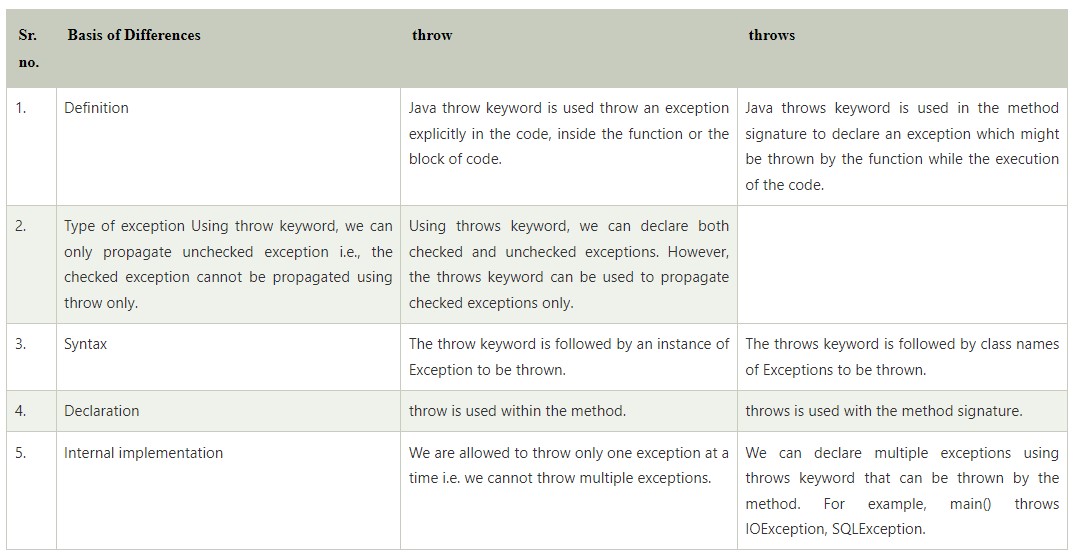 Sr. no.
Basis of Differences
throw
throws
1.
Definition
Java throw keyword is used throw an exception
explicitly in the code, inside the function or the
block of code.
Java throws keyword is used in the method
signature to declare an exception which might
be thrown by the function while the execution
of the code.
2.
Type of exception Using throw keyword, we can
only propagate unchecked exception i.e., the
checked exception cannot be propagated using
throw only.
Using throws keyword, we can declare both
checked and unchecked exceptions. However,
the throws keyword can be used to propagate
checked exceptions only.
3.
Syntax
The throw keyword is followed by an instance of
Exception to be thrown.
The throws keyword is followed by class names
of Exceptions to be thrown.
4.
Declaration
throw is used within the method.
throws is used with the method signature.
5.
Internal implementation
We are allowed to throw only one exception at a
time i.e. we cannot throw multiple exceptions.
We can declare multiple exceptions using
throws keyword that can be thrown by the
method. For example, main() throws
IOException, SQLException.